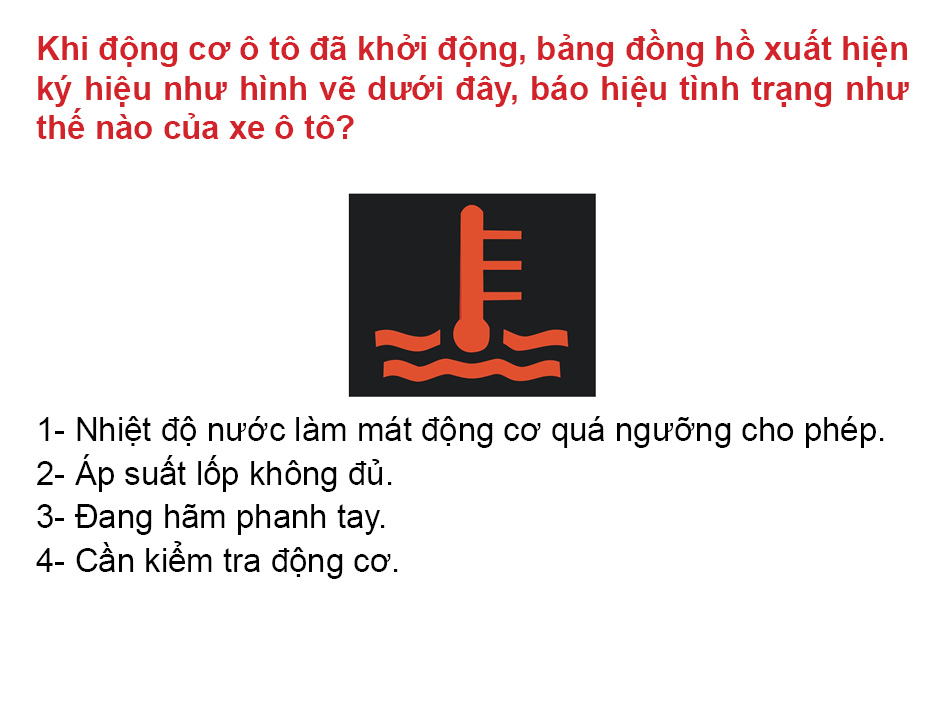 Khi động cơ ô tô đã khởi động, bảng đồng hồ xuất hiện
ký hiệu như hình vẽ dưới đây, báo hiệu tình trạng như
thế nào của xe ô tô?
1- Nhiệt độ nước làm mát động cơ quá ngưỡng cho phép.
2- Áp suất lốp không đủ.
3- Đang hãm phanh tay.
4- Cần kiểm tra động cơ.